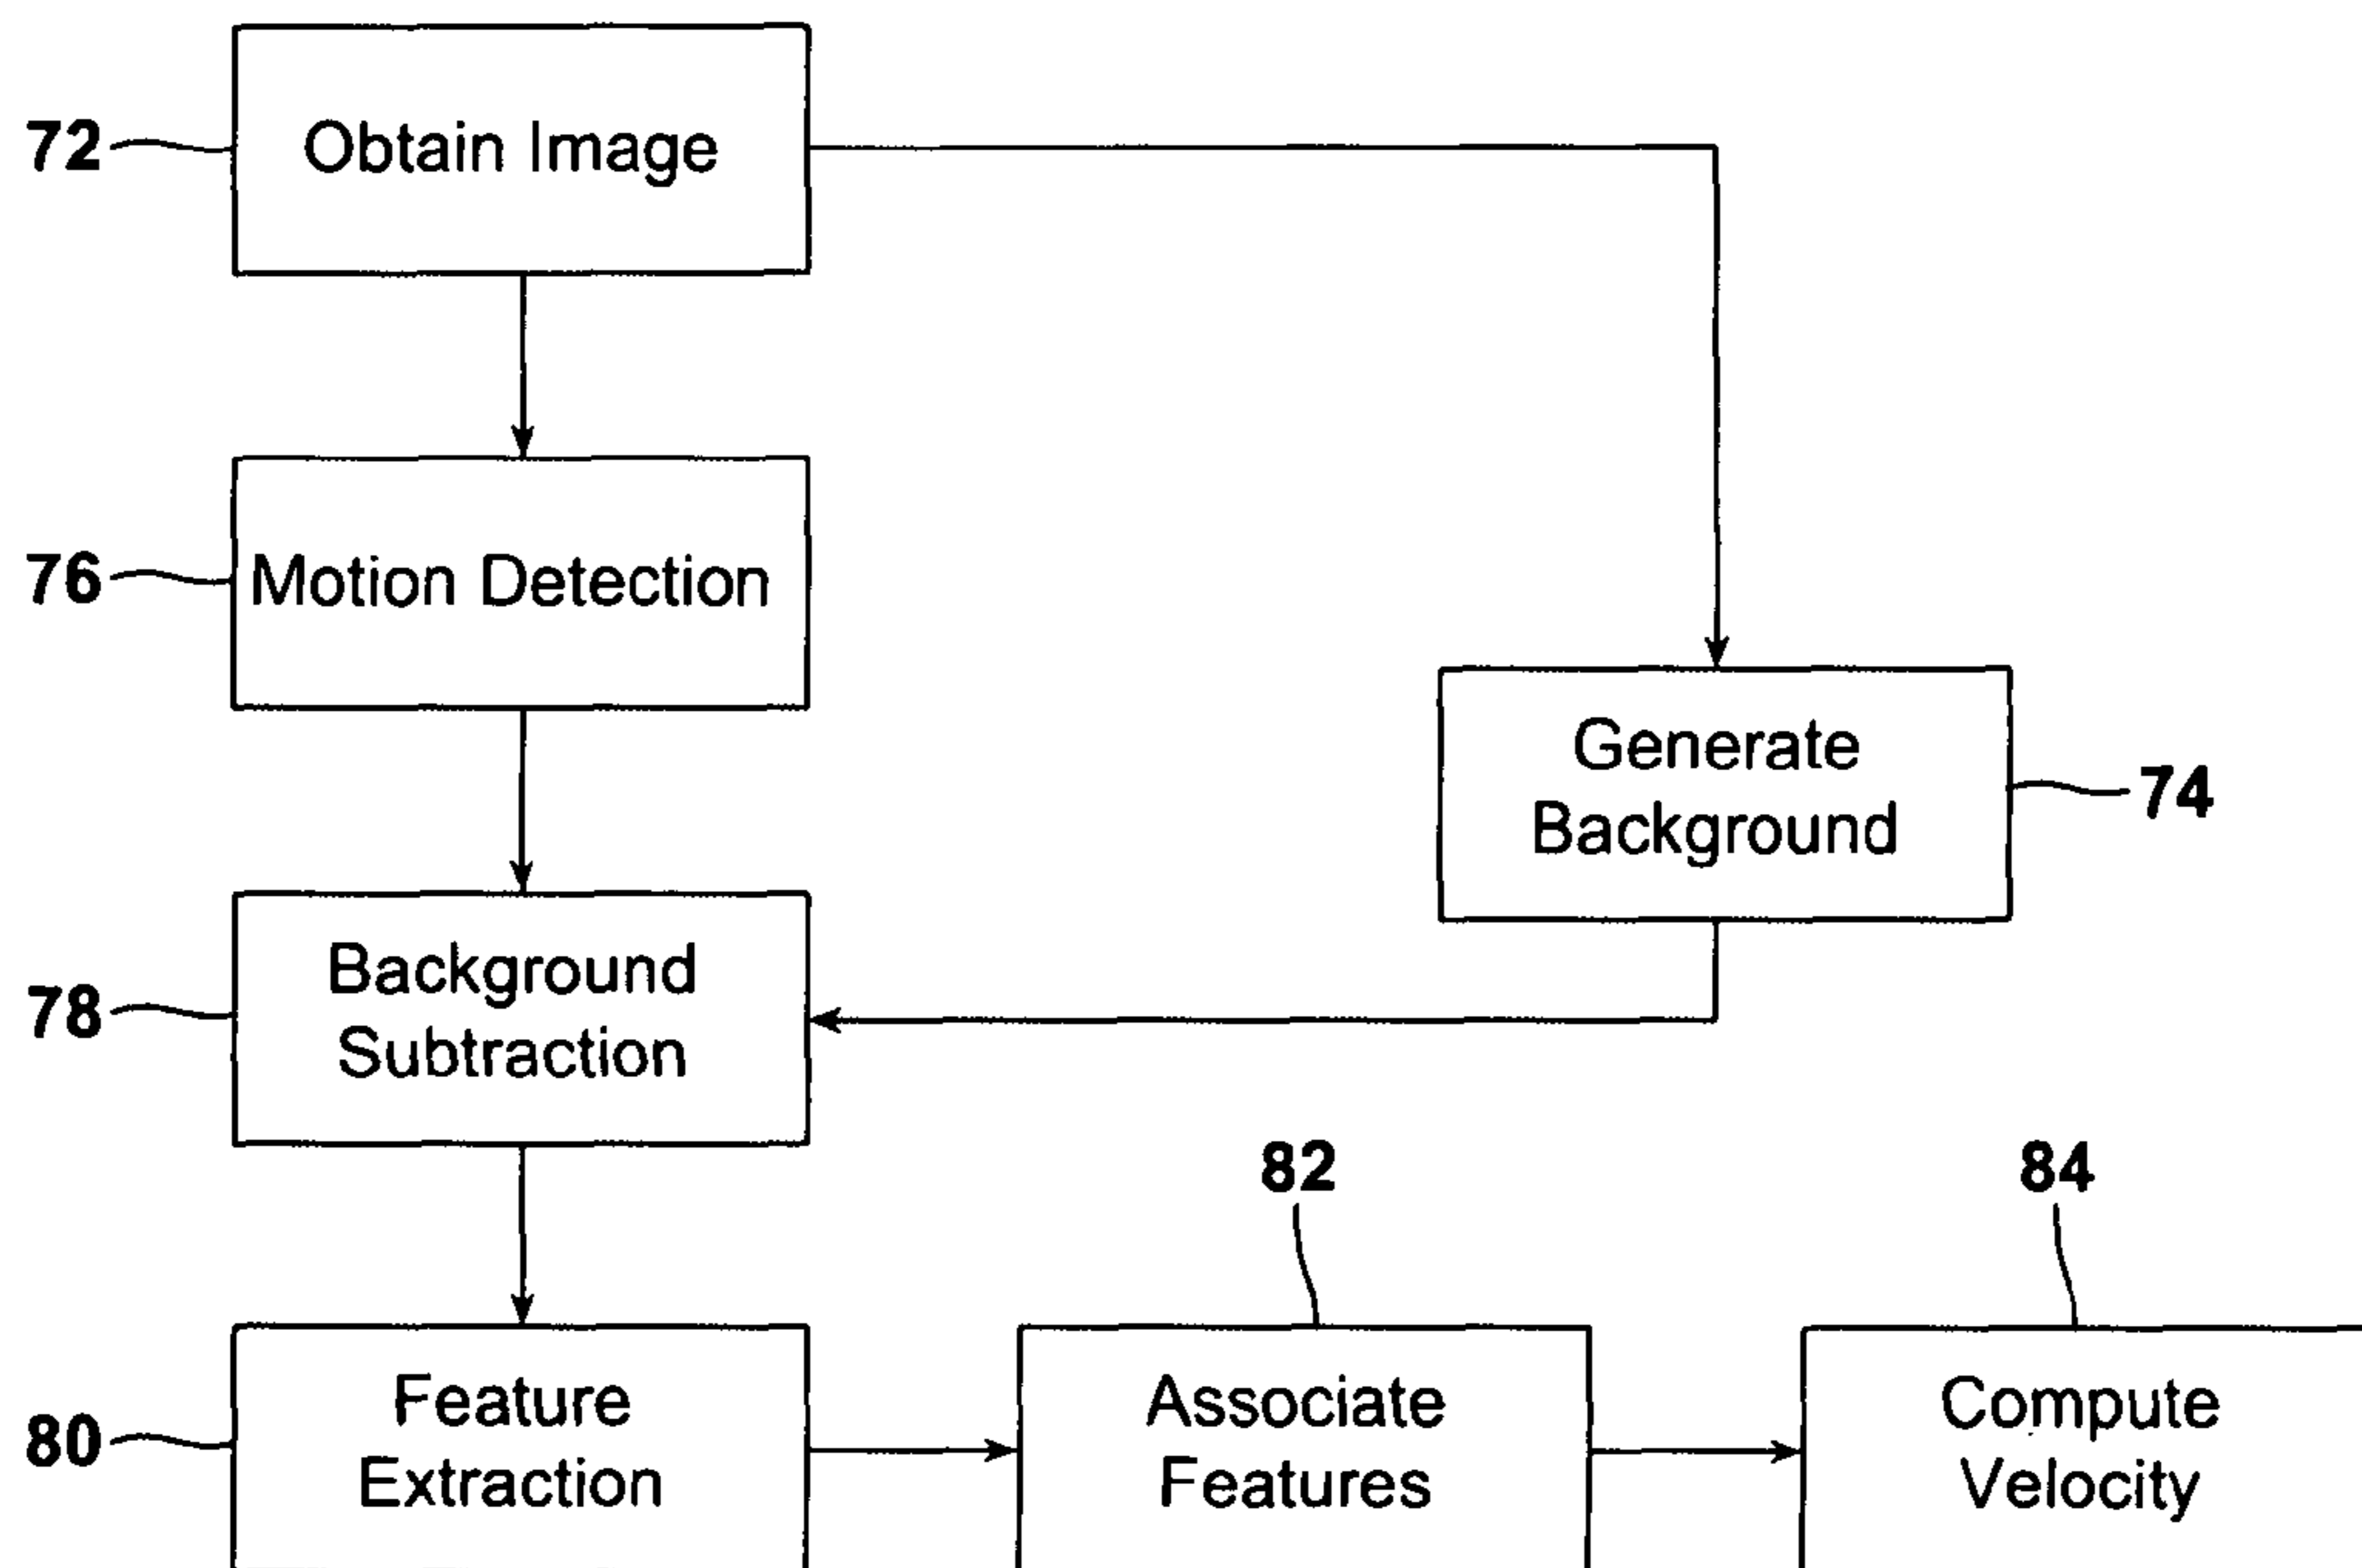 72
Obtain Image
76
Motion Detection
Generate
Background
74
78
Background
Subtraction
82
84
80
Feature
Extraction
Associate
Features
Compute
Velocity